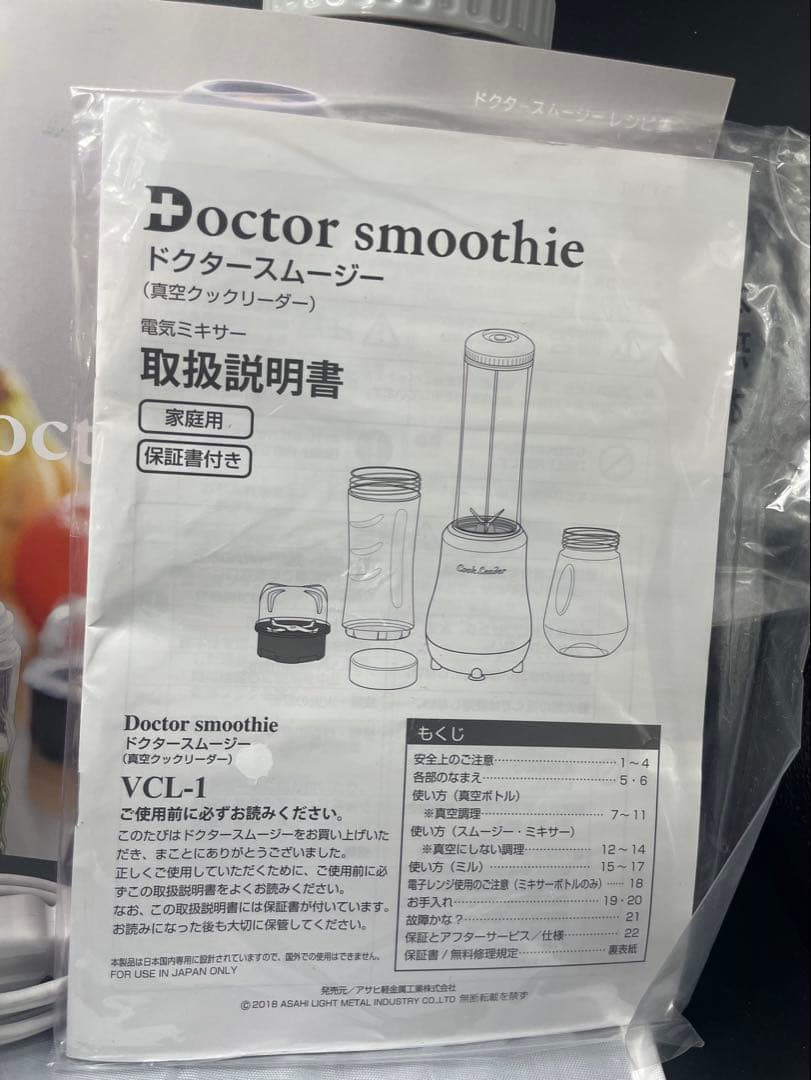 ドクタースムージー レシピ
Doctor smoothie
ドクタースムージー
(真空クックリーダー)
電気ミキサー
取扱説明書
家庭用
保証書付き
oct
Cook Leader
Doctor smoothie
ドクタースムージー
(真空クックリーダー)
VCL-1
ご使用前に必ずお読みください。
このたびはドクタースムージーをお買い上げいた
だき、まことにありがとうございました。
正しくご使用していただくために、ご使用前に必
ずこの取扱説明書をよくお読みください。
なお、この取扱説明書には保証書が付いています。
お読みになった後も大切に保管してください。
本製品は日本国内専用に設計されていますので、国外での使用はできません。
FOR USE IN JAPAN ONLY
もくじ
安全上のご注意……………………1～4
各部のなまえ………………………5・6
使い方（真空ボトル）
※真空調理……………………7～11
使い方（スムージー・ミキサー）
※真空にしない調理…………12～14
使い方（ミル）……………………15～17
電子レンジ使用のご注意（ミキサーボトルのみ）……18
お手入れ…………………………19・20
故障かな？…………………………21
保証とアフターサービス／仕様…………22
保証書 / 無料修理規定………………裏表紙
発売元／アサヒ軽金属工業株式会社
©2018 ASAHI LIGHT METAL INDUSTRY CO.,LTD 無断転載を禁ず